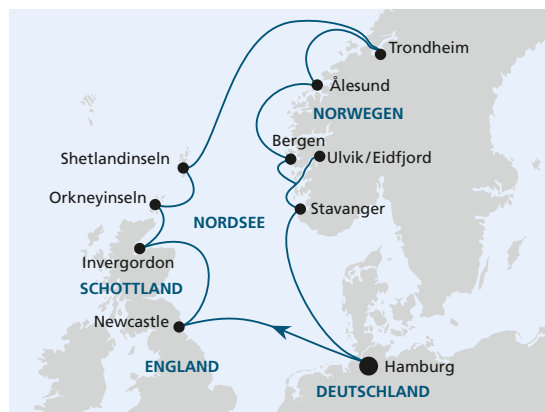 Trondheim
Ålesund
NORWEGEN
Bergen
Shetlandinseln
Ulvik/Eidfjord
Orkneyinseln
Stavanger
NORDSEE
Invergordon
SCHOTTLAND
Newcastle
ENGLAND
Hamburg
DEUTSCHLAND